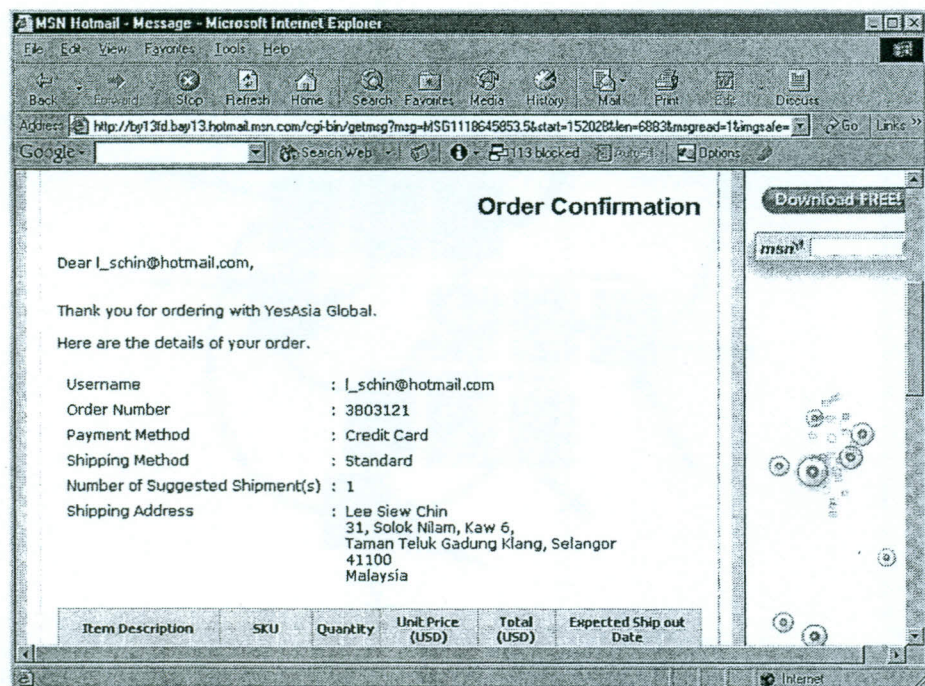 MSN Hotmail - Message - Microsoft Internet Explorer
File Edit View Favorites Tools Help
Back Forward Stop Refresh Home Search Favorites Media History Mail Print Edit Discuss
Address http://by13fd.bay13.hotmail.msn.com/cgi-bin/getmsg?msg=MSG1118645953.5&start=152028&len=6883&msgread=1&imgsafe= Go Links »
Google Search Web 113 blocked Options
Order Confirmation
Download FREE!
msn
Dear l_schin@hotmail.com,
Thank you for ordering with YesAsia Global.
Here are the details of your order.
Username : l_schin@hotmail.com
Order Number : 3803121
Payment Method : Credit Card
Shipping Method : Standard
Number of Suggested Shipment(s) : 1
Shipping Address : Lee Siew Chin
31, Solok Nilam, Kaw 6,
Taman Teluk Gadung Klang, Selangor
41100
Malaysia
Item Description SKU Quantity Unit Price (USD) Total (USD) Expected Ship out Date
Internet